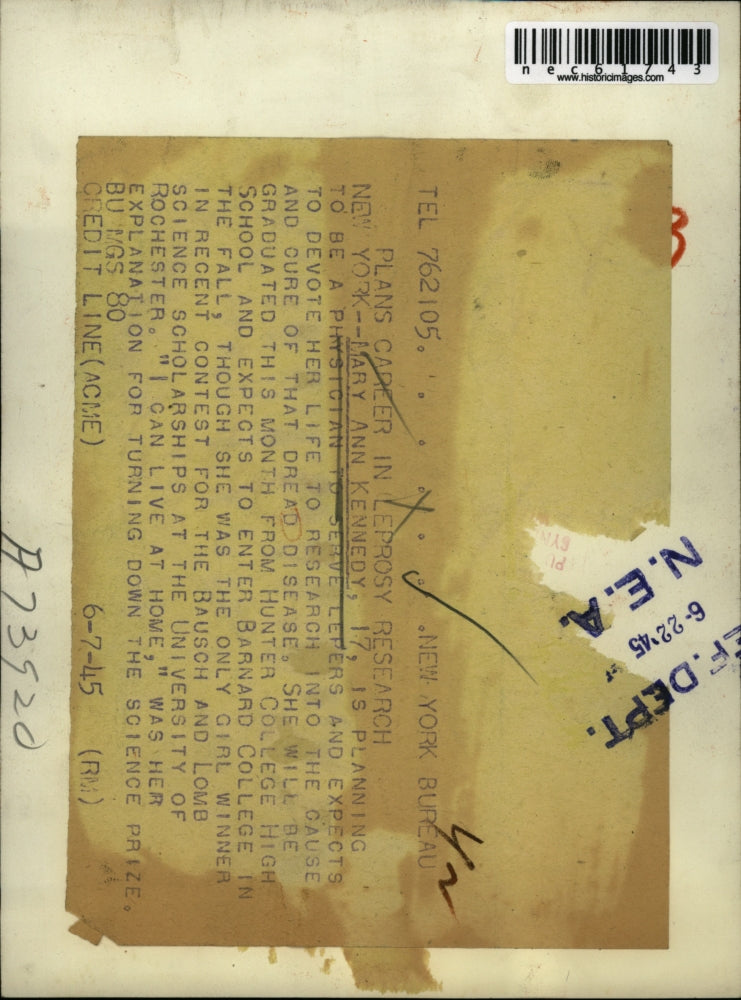 nec61743
www.historicimages.com
TEL 762105. . . . . . .NEW YORK BUREAU
PLANS CAREER IN LEPROSY RESEARCH
NEW YORK--MARY ANN KENNEDY, 17, IS PLANNING
TO BE A PHYSICIAN TO SERVE LEPERS AND EXPECTS
TO DEVOTE HER LIFE TO RESEARCH INTO THE CAUSE
AND CURE OF THAT DREAD DISEASE. SHE WILL BE
GRADUATED THIS MONTH FROM HUNTER COLLEGE HIGH
SCHOOL AND EXPECTS TO ENTER BARNARD COLLEGE IN
THE FALL, THOUGH SHE WAS THE ONLY GIRL WINNER
IN RECENT CONTEST FOR THE BAUSCH AND LOMB
SCIENCE SCHOLARSHIPS AT THE UNIVERSITY OF
ROCHESTER. "I CAN LIVE AT HOME," WAS HER
EXPLANATION FOR TURNING DOWN THE SCIENCE PRIZE.
BU MGS 80
CREDIT LINE(ACME) 6-7-45 (RM)
N.E.A.
6-22-45
EF. DEPT.
1/2
A73520